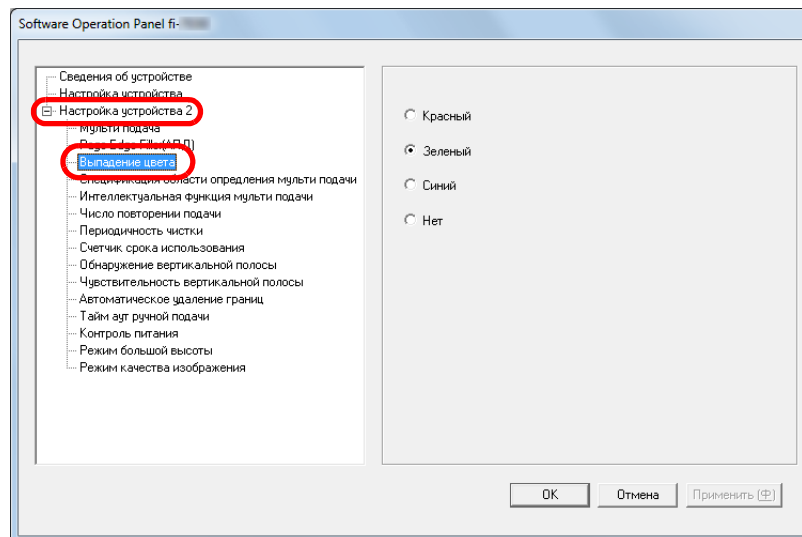 Software Operation Panel fi-
Сведения об устройстве
Настройка устройства
Настройка устройства 2
Мульти подача
Page Edge Filler(АПД)
Выпадение цвета
Спецификация области опредления мульти подачи
Интеллектуальная функция мульти подачи
Число повторении подачи
Периодичность чистки
Счетчик срока использования
Обнаружение вертикальной полосы
Чувствительность вертикальной полосы
Автоматическое удаление границ
Тайм аут ручной подачи
Контроль питания
Режим большой высоты
Режим качества изображения
Красный
Зеленый
Синий
Нет
OK
Отмена
Применить (Ф)